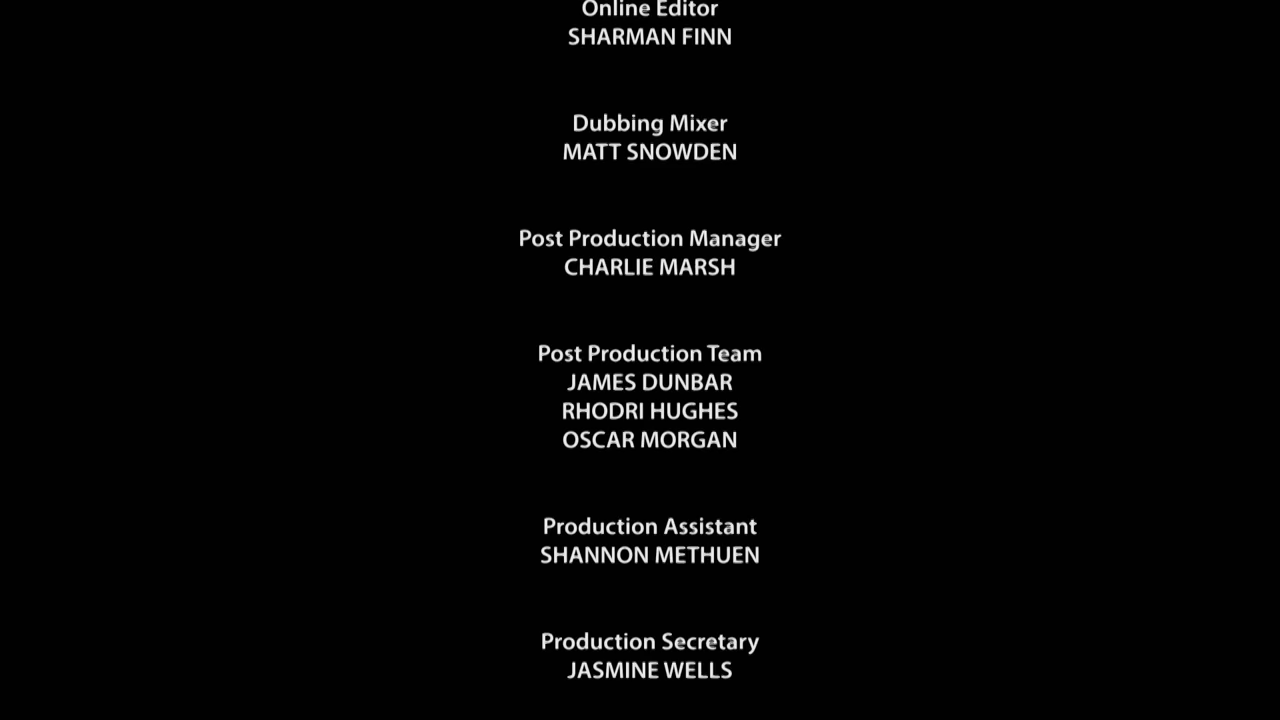 Online Editor
SHARMAN FINN
Dubbing Mixer
MATT SNOWDEN
Post Production Manager
CHARLIE MARSH
Post Production Team
JAMES DUNBAR
RHODRI HUGHES
OSCAR MORGAN
Production Assistant
SHANNON METHUEN
Production Secretary
JASMINE WELLS